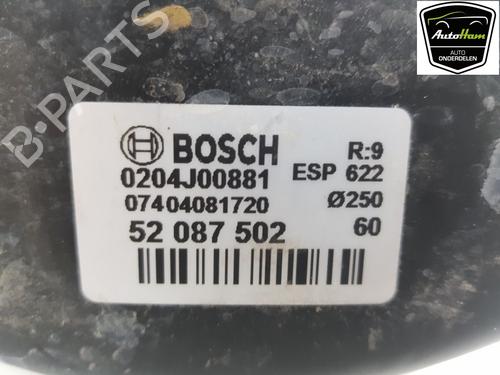 AutoHam
AUTO
ONDERDELEN
B-PARTS
BOSCH R:9
0204J00881 ESP 622
07404081720 Ø250
52 087 502 60